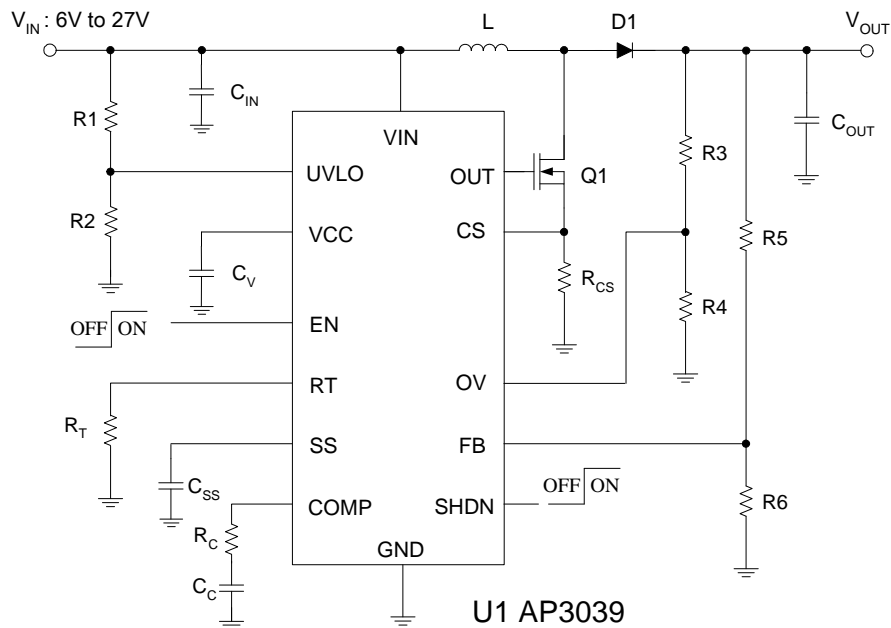 V_IN : 6V to 27V
L
D1
V_OUT
C_IN
R1
VIN
C_OUT
R3
UVLO
OUT
Q1
R2
VCC
CS
R5
C_V
R_CS
R4
OFF ON
EN
RT
OV
R_T
SS
FB
C_SS
OFF ON
COMP
SHDN
R6
R_C
GND
C_C
U1 AP3039